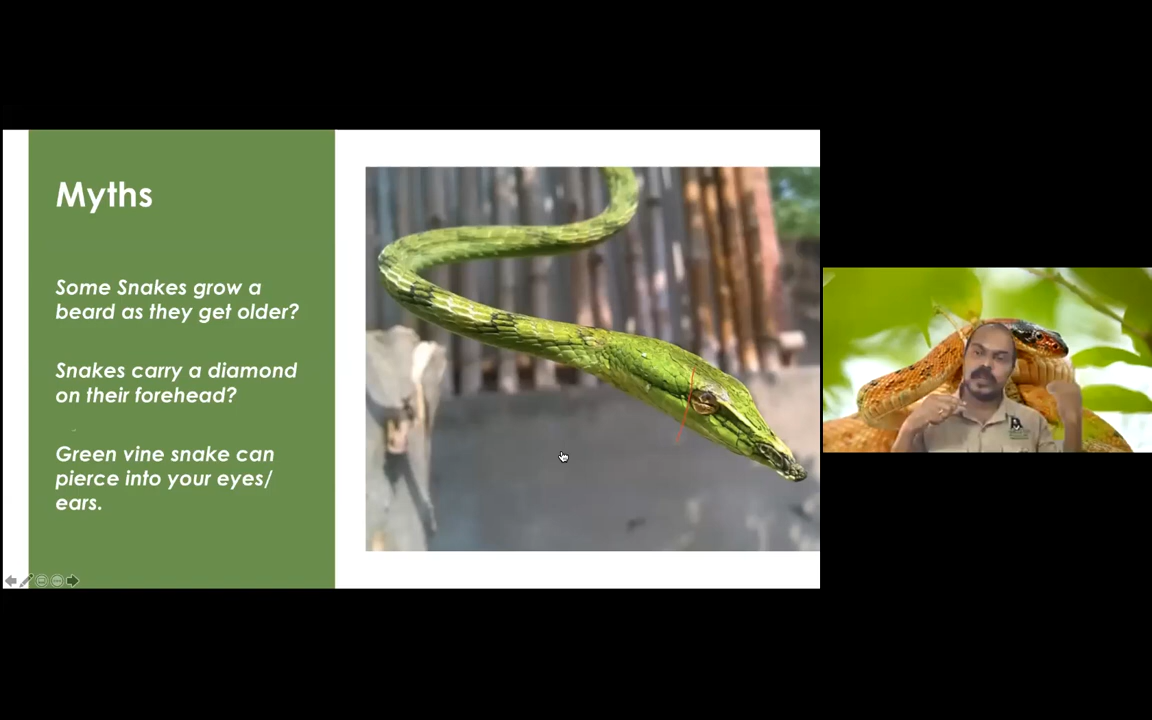 Myths
Some Snakes grow a
beard as they get older?
Snakes carry a diamond
on their forehead?
Green vine snake can
pierce into your eyes/
ears.